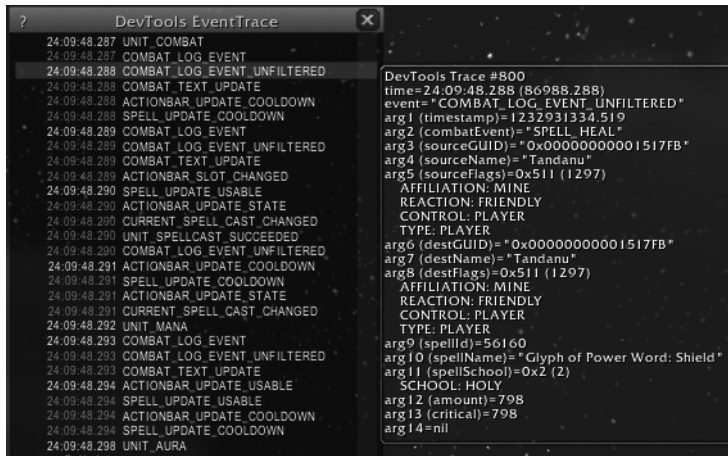 ? DevTools EventTrace X
24:09:48.287 UNIT_COMBAT
24:09:48.287 COMBAT_LOG_EVENT
24:09:48.288 COMBAT_LOG_EVENT_UNFILTERED
24:09:48.288 COMBAT_TEXT_UPDATE
24:09:48.288 ACTIONBAR_UPDATE_COOLDOWN
24:09:48.288 SPELL_UPDATE_COOLDOWN
24:09:48.289 COMBAT_LOG_EVENT
24:09:48.289 COMBAT_LOG_EVENT_UNFILTERED
24:09:48.289 COMBAT_TEXT_UPDATE
24:09:48.289 ACTIONBAR_SLOT_CHANGED
24:09:48.290 SPELL_UPDATE_USABLE
24:09:48.290 ACTIONBAR_UPDATE_STATE
24:09:48.290 CURRENT_SPELL_CAST_CHANGED
24:09:48.290 UNIT_SPELLCAST_SUCCEEDED
24:09:48.290 COMBAT_LOG_EVENT_UNFILTERED
24:09:48.291 ACTIONBAR_UPDATE_COOLDOWN
24:09:48.291 SPELL_UPDATE_COOLDOWN
24:09:48.291 ACTIONBAR_UPDATE_STATE
24:09:48.291 CURRENT_SPELL_CAST_CHANGED
24:09:48.292 UNIT_MANA
24:09:48.293 COMBAT_LOG_EVENT
24:09:48.293 COMBAT_LOG_EVENT_UNFILTERED
24:09:48.293 COMBAT_TEXT_UPDATE
24:09:48.294 ACTIONBAR_UPDATE_USABLE
24:09:48.294 SPELL_UPDATE_USABLE
24:09:48.294 ACTIONBAR_UPDATE_COOLDOWN
24:09:48.294 SPELL_UPDATE_COOLDOWN
24:09:48.298 UNIT_AURA
DevTools Trace #800
time=24:09:48.288 (86988.288)
event="COMBAT_LOG_EVENT_UNFILTERED"
arg1 (timestamp)=1232931334.519
arg2 (combatEvent)="SPELL_HEAL"
arg3 (sourceGUID)="0x00000000001517FB"
arg4 (sourceName)="Tandanu"
arg5 (sourceFlags)=0x511 (1297)
AFFILIATION: MINE
REACTION: FRIENDLY
CONTROL: PLAYER
TYPE: PLAYER
arg6 (destGUID)="0x00000000001517FB"
arg7 (destName)="Tandanu"
arg8 (destFlags)=0x511 (1297)
AFFILIATION: MINE
REACTION: FRIENDLY
CONTROL: PLAYER
TYPE: PLAYER
arg9 (spellId)=56160
arg10 (spellName)="Glyph of Power Word: Shield"
arg11 (spellSchool)=0x2 (2)
SCHOOL: HOLY
arg12 (amount)=798
arg13 (critical)=798
arg14=nil